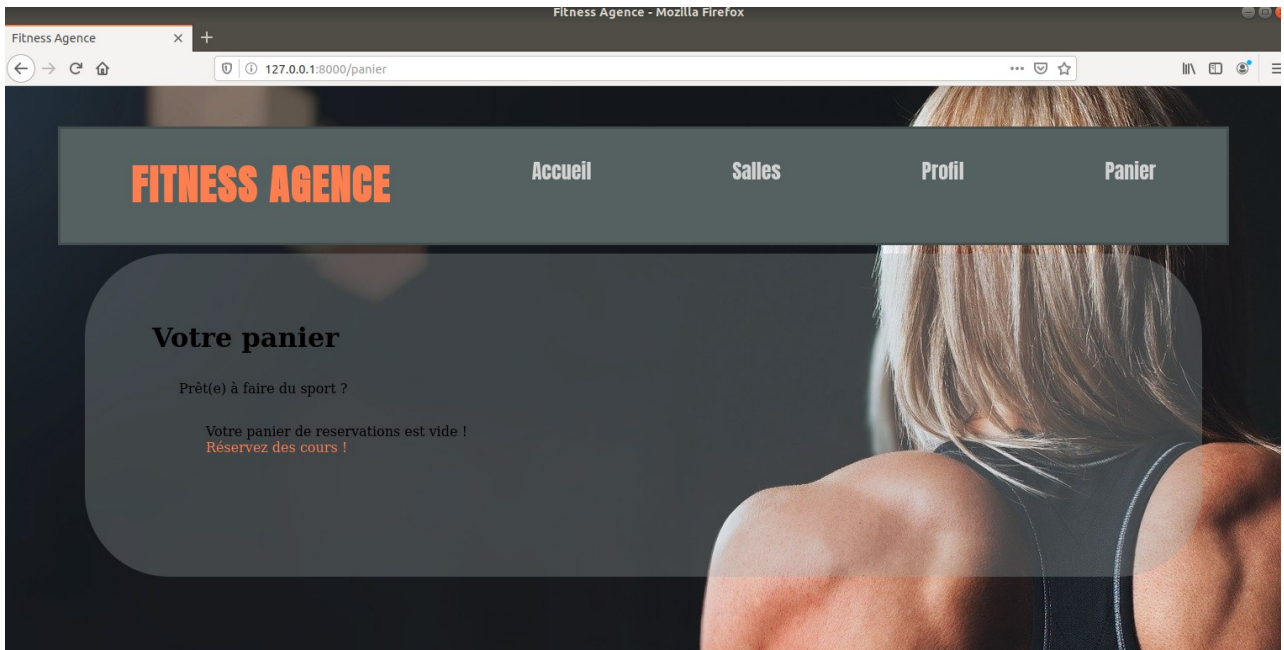 Fitness Agence - Mozilla Firefox
Fitness Agence
127.0.0.1:8000/panier
FITNESS AGENCE
Accueil
Salles
Profil
Panier
Votre panier
Prêt(e) à faire du sport ?
Votre panier de reservations est vide !
Réservez des cours !